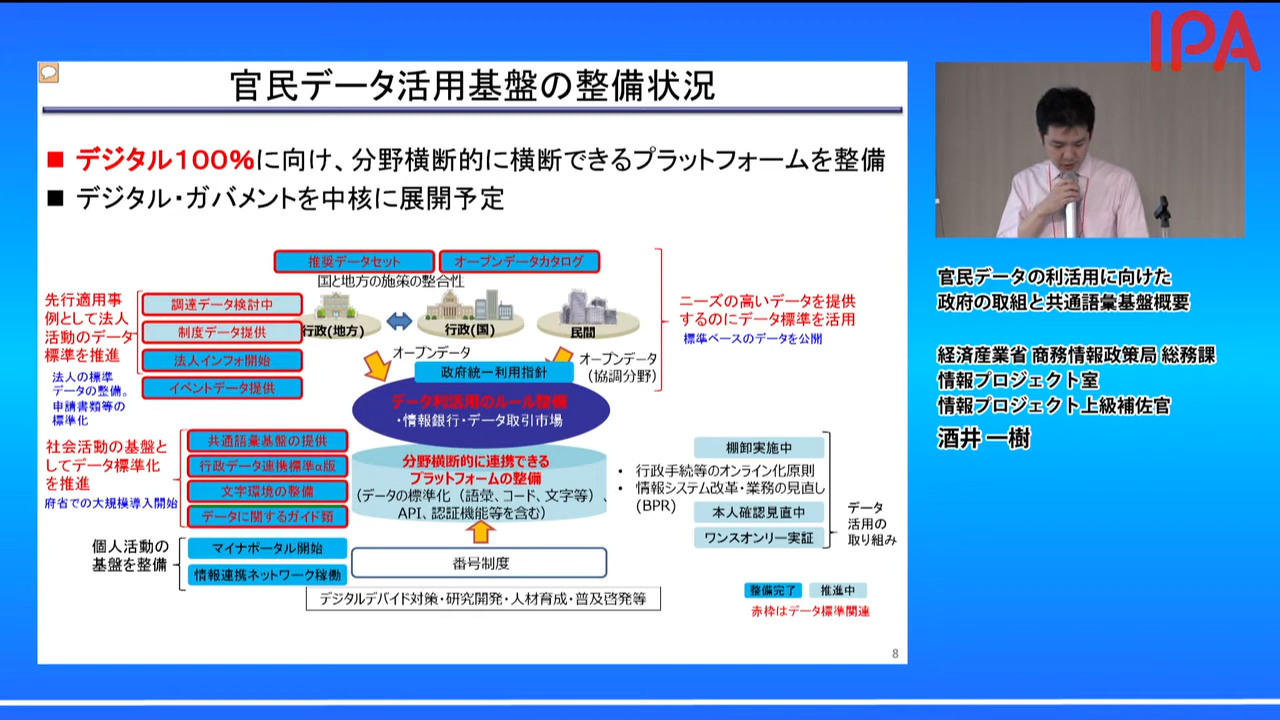 IPA
官民データ活用基盤の整備状況
■ デジタル100%に向け、分野横断的に横断できるプラットフォームを整備
■ デジタル・ガバメントを中核に展開予定
推奨データセット
オープンデータカタログ
国と地方の施策の整合性
先行適用事
例として法人
活動のデータ
標準を推進
法人の標準
データの整備。
申請書類等の
標準化
調達データ検討中
制度データ提供
法人インフォ開始
イベントデータ提供
行政(地方)
行政(国)
民間
オープンデータ
オープンデータ
(協調分野)
ニーズの高いデータを提供
するのにデータ標準を活用
標準ベースのデータを公開
政府統一利用指針
データ利活用のルール整備
・情報銀行・データ取引市場
社会活動の基盤と
してデータ標準化
を推進
府省での大規模導入開始
共通語彙基盤の提供
行政データ連携標準α版
文字環境の整備
データに関するガイド類
分野横断的に連携できる
プラットフォームの整備
(データの標準化(語彙、コード、文字等)、
API、認証機能等を含む)
棚卸実施中
• 行政手続等のオンライン化原則
• 情報システム改革・業務の見直し
(BPR)
本人確認見直中
ワンスオンリー実証
データ
活用の
取り組み
個人活動の
基盤を整備
マイナポータル開始
情報連携ネットワーク稼働
番号制度
デジタルデバイド対策・研究開発・人材育成・普及啓発等
整備完了
推進中
赤枠はデータ標準関連
8
官民データの利活用に向けた
政府の取組と共通語彙基盤概要
経済産業省 商務情報政策局 総務課
情報プロジェクト室
情報プロジェクト上級補佐官
酒井 一樹